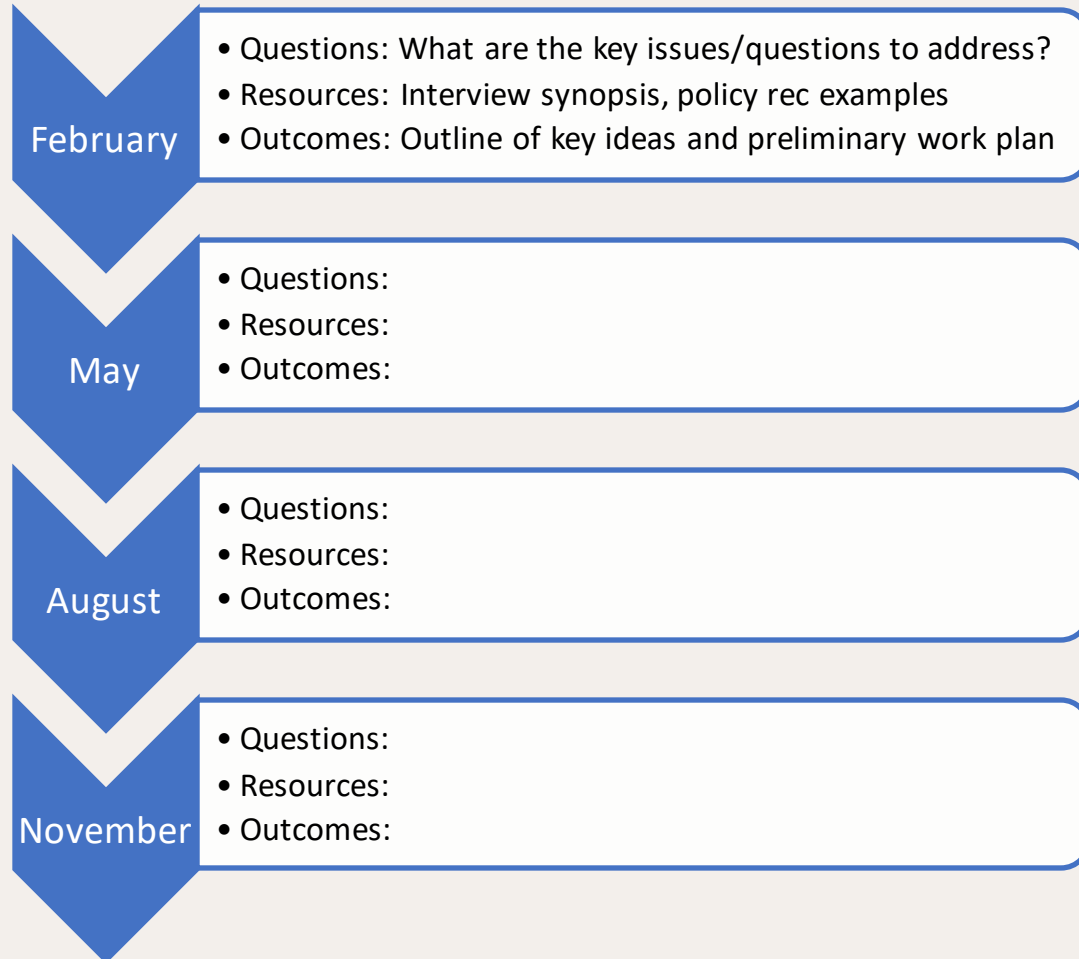 February
• Questions: What are the key issues/questions to address?
• Resources: Interview synopsis, policy rec examples
• Outcomes: Outline of key ideas and preliminary work plan
May
• Questions:
• Resources:
• Outcomes:
August
• Questions:
• Resources:
• Outcomes:
November
• Questions:
• Resources:
• Outcomes: